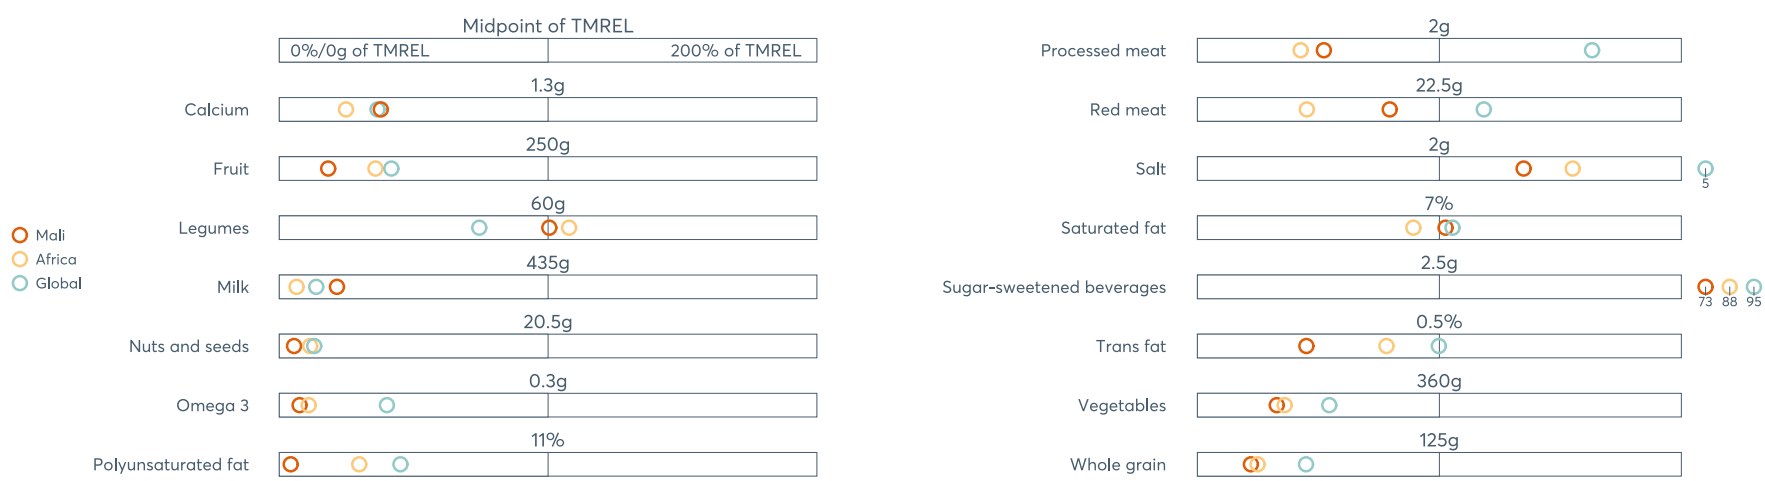 Midpoint of TMREL
0%/0g of TMREL 200% of TMREL
1.3g
Calcium
250g
Fruit
60g
Legumes
435g
Milk
20.5g
Nuts and seeds
0.3g
Omega 3
11%
Polyunsaturated fat
Mali
Africa
Global
2g
Processed meat
22.5g
Red meat
2g
Salt
5
7%
Saturated fat
2.5g
Sugar-sweetened beverages
73 88 95
0.5%
Trans fat
360g
Vegetables
125g
Whole grain